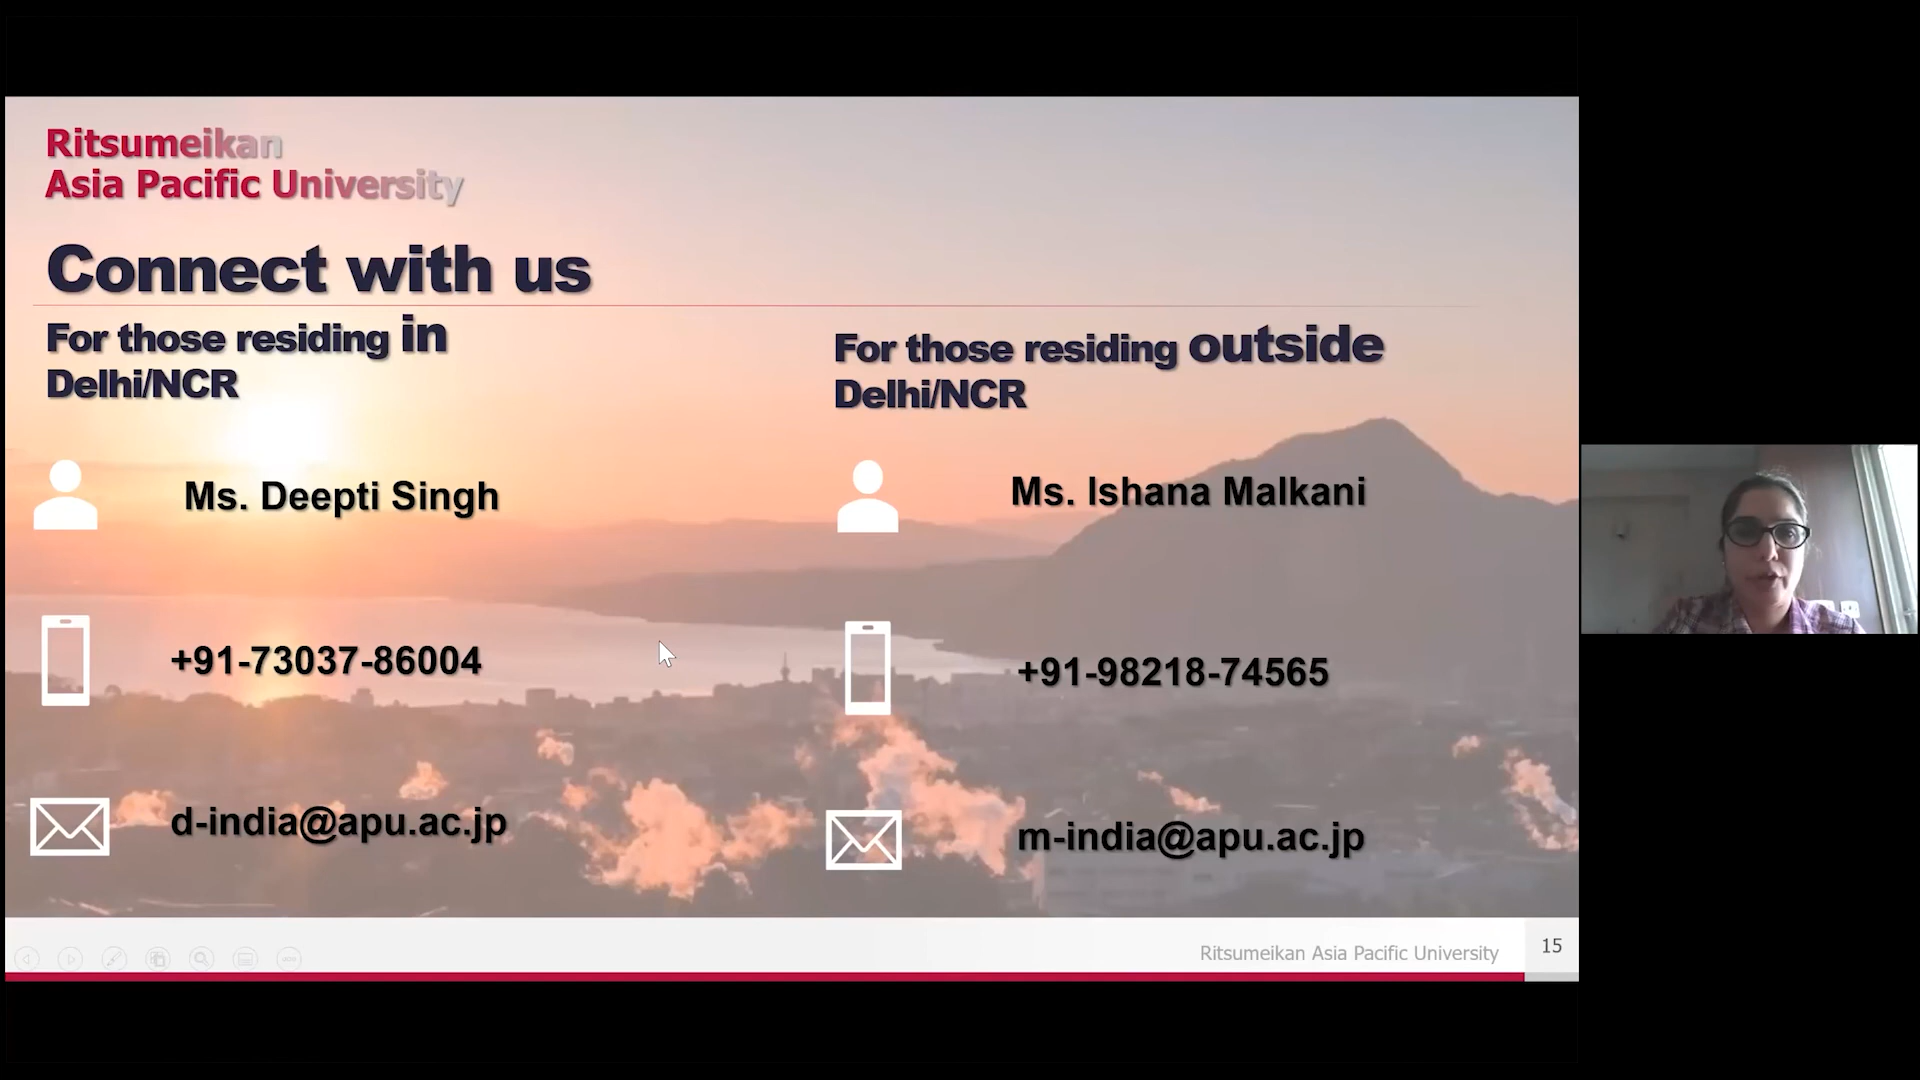 Ritsumeikan
Asia Pacific University
Connect with us
For those residing in
Delhi/NCR
Ms. Deepti Singh
+91-73037-86004
d-india@apu.ac.jp
For those residing outside
Delhi/NCR
Ms. Ishana Malkani
+91-98218-74565
m-india@apu.ac.jp
Ritsumeikan Asia Pacific University
15